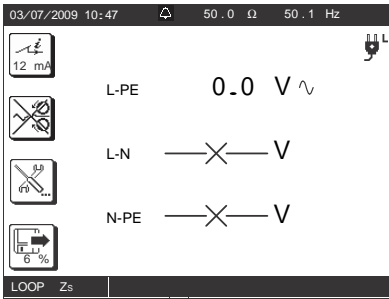 03/07/2009 10:47 50.0 Ω 50.1 Hz
L
12 mA
L-PE 0.0 V ∿
L-N V
N-PE V
...
6 %
LOOP Zs